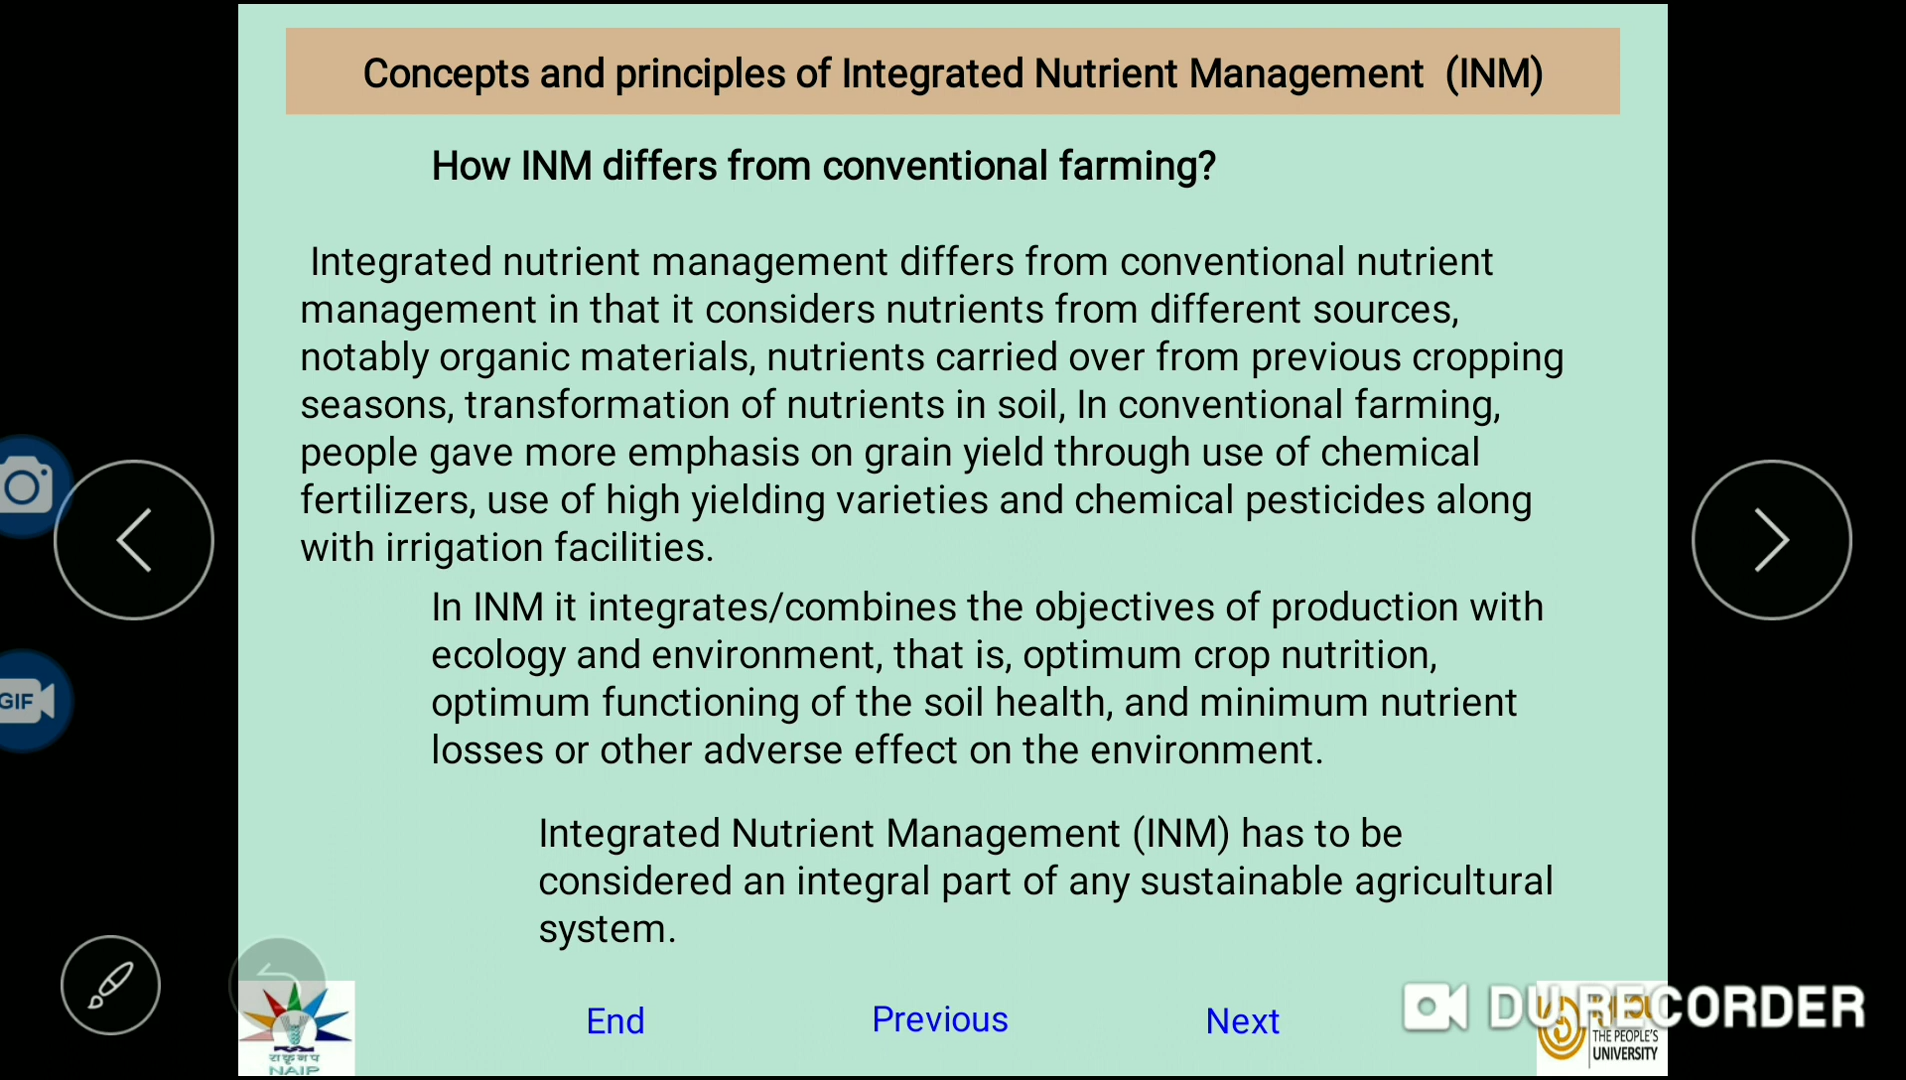 Concepts and principles of Integrated Nutrient Management (INM)
How INM differs from conventional farming?
Integrated nutrient management differs from conventional nutrient
management in that it considers nutrients from different sources,
notably organic materials, nutrients carried over from previous cropping
seasons, transformation of nutrients in soil, In conventional farming,
people gave more emphasis on grain yield through use of chemical
fertilizers, use of high yielding varieties and chemical pesticides along
with irrigation facilities.
In INM it integrates/combines the objectives of production with
ecology and environment, that is, optimum crop nutrition,
optimum functioning of the soil health, and minimum nutrient
losses or other adverse effect on the environment.
Integrated Nutrient Management (INM) has to be
considered an integral part of any sustainable agricultural
system.
GIF
End Previous Next
DU RECORDER
THE PEOPLE'S
UNIVERSITY
NAIP